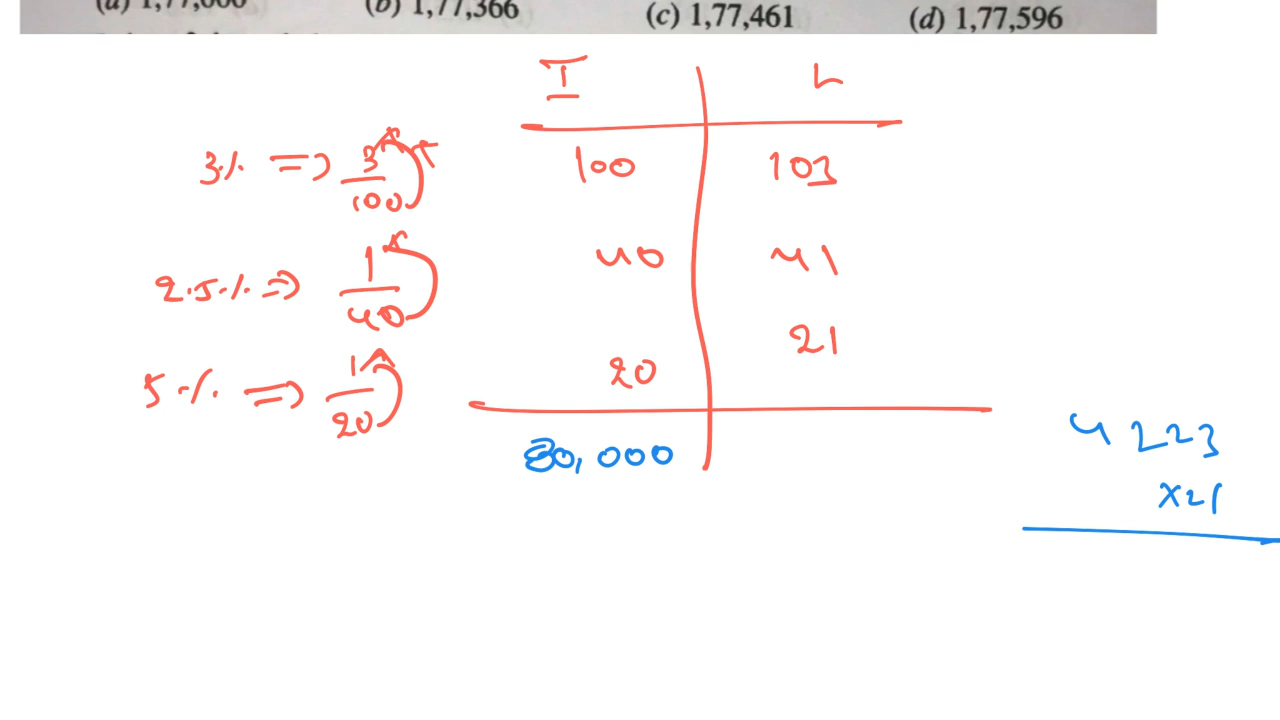 (b) 1,77,366 (c) 1,77,461 (d) 1,77,596
I L
3% => 3/100 100 103
2.5% => 1/40 40 41
5% => 1/20 20 21
80,000
4223
x21